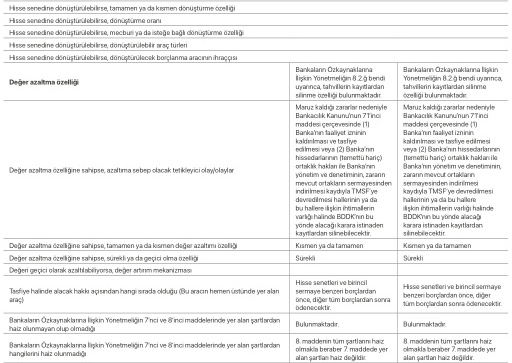 Hisse senedine dönüştürülebilirse, tamamen ya da kısmen dönüştürme özelliği
Hisse senedine dönüştürülebilirse, dönüştürme oranı
Hisse senedine dönüştürülebilirse, mecburi ya da isteğe bağlı dönüştürme özelliği
Hisse senedine dönüştürülebilirse, dönüştürülebilir araç türleri
Hisse senedine dönüştürülebilirse, dönüştürülecek borçlanma aracının ihraççısı
Değer azaltma özelliği
Bankaların Özkaynaklarına
İlişkin Yönetmeliğin 8.2.ğ bendi
uyarınca, tahvillerin kayıtlardan
silinme özelliği bulunmaktadır.
Bankaların Özkaynaklarına İlişkin
Yönetmeliğin 8.2.ğ bendi uyarınca,
tahvillerin kayıtlardan silinme
özelliği bulunmaktadır.
Değer azaltma özelliğine sahipse, azaltıma sebep olacak tetikleyici olay/olaylar
Maruz kaldığı zararlar nedeniyle
Bankacılık Kanunu'nun 71'inci
maddesi çerçevesinde (1)
Banka'nın faaliyet izninin
kaldırılması ve tasfiye
edilmesi veya (2) Banka'nın
hissedarlarının (temettü hariç)
ortaklık hakları ile Banka'nın
yönetim ve denetiminin, zararın
mevcut ortakların sermayesinden
indirilmesi
kaydıyla TMSF'ye
devredilmesi hallerinin ya da
bu hallere ilişkin ihtimallerin
varlığı halinde BDDK'nın bu
yönde alacağı karara istinaden
kayıtlardan silinebilecektir.
Maruz kaldığı zararlar nedeniyle
Bankacılık Kanunu'nun 71'inci
maddesi çerçevesinde (1)
Banka'nın faaliyet izninin
kaldırılması ve tasfiye edilmesi
veya (2) Banka'nın hissedarlarının
(temettü hariç) ortaklık hakları ile
Banka'nın yönetim ve denetiminin,
zararın mevcut ortakların
sermayesinden indirilmesi
kaydıyla TMSF'ye devredilmesi
hallerinin ya da bu hallere
ilişkin ihtimallerin varlığı halinde
BDDK'nın bu yönde alacağı
karara istinaden kayıtlardan
silinebilecektir.
Değer azaltma özelliğine sahipse, tamamen ya da kısmen değer azaltımı özelliği
Kısmen ya da tamamen
Kısmen ya da tamamen
Değer azaltma özelliğine sahipse, sürekli ya da geçici olma özelliği
Sürekli
Sürekli
Değeri geçici olarak azaltılabiliyorsa, değer artırım mekanizması
Tasfiye halinde alacak hakkı açısından hangi sırada olduğu (Bu aracın hemen üstünde yer alan
araç)
Hisse senetleri ve birincil
sermaye benzeri borçlardan
önce, diğer tüm borçlardan sonra
ödenecektir.
Hisse senetleri ve birincil sermaye
benzeri borçlardan önce, diğer
tüm borçlardan sonra ödenecektir.
Bankaların Özkaynaklarına İlişkin Yönetmeliğin 7'nci ve 8'inci maddelerinde yer alan şartlardan
haiz olunmayan olup olmadığı
Bulunmaktadır.
Bulunmaktadır.
Bankaların Özkaynaklarına İlişkin Yönetmeliğin 7'nci ve 8'inci maddelerinde yer alan şartlardan
hangilerini haiz olunmadığı
8. maddenin tüm şartlarını haiz
olmakla beraber 7. maddede yer
alan şartları haiz değildir.
8. maddenin tüm şartlarını haiz
olmakla beraber 7. maddede yer
alan şartları haiz değildir.